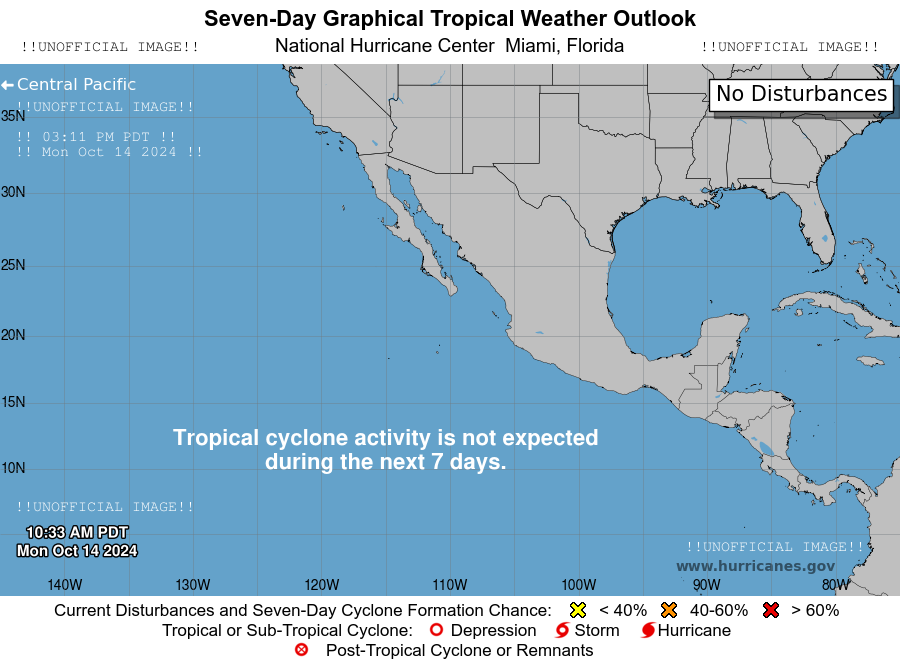 Seven-Day Graphical Tropical Weather Outlook
!!UNOFFICIAL IMAGE!! National Hurricane Center Miami, Florida !!UNOFFICIAL IMAGE!!
Central Pacific
No Disturbances
!!UNOFFICIAL IMAGE!!
35N
!! 03:11 PM PDT !!
!! Mon Oct 14 2024 !!
30N
25N
20N
15N
Tropical cyclone activity is not expected
during the next 7 days.
10N
!!UNOFFICIAL IMAGE!!
10:33 AM PDT
Mon Oct 14 2024
!!UNOFFICIAL IMAGE!!
www.hurricanes.gov
140W 130W 120W 110W 100W 90W 80W
Current Disturbances and Seven-Day Cyclone Formation Chance: < 40% 40-60% > 60%
Tropical or Sub-Tropical Cyclone: Depression Storm Hurricane
Post-Tropical Cyclone or Remnants